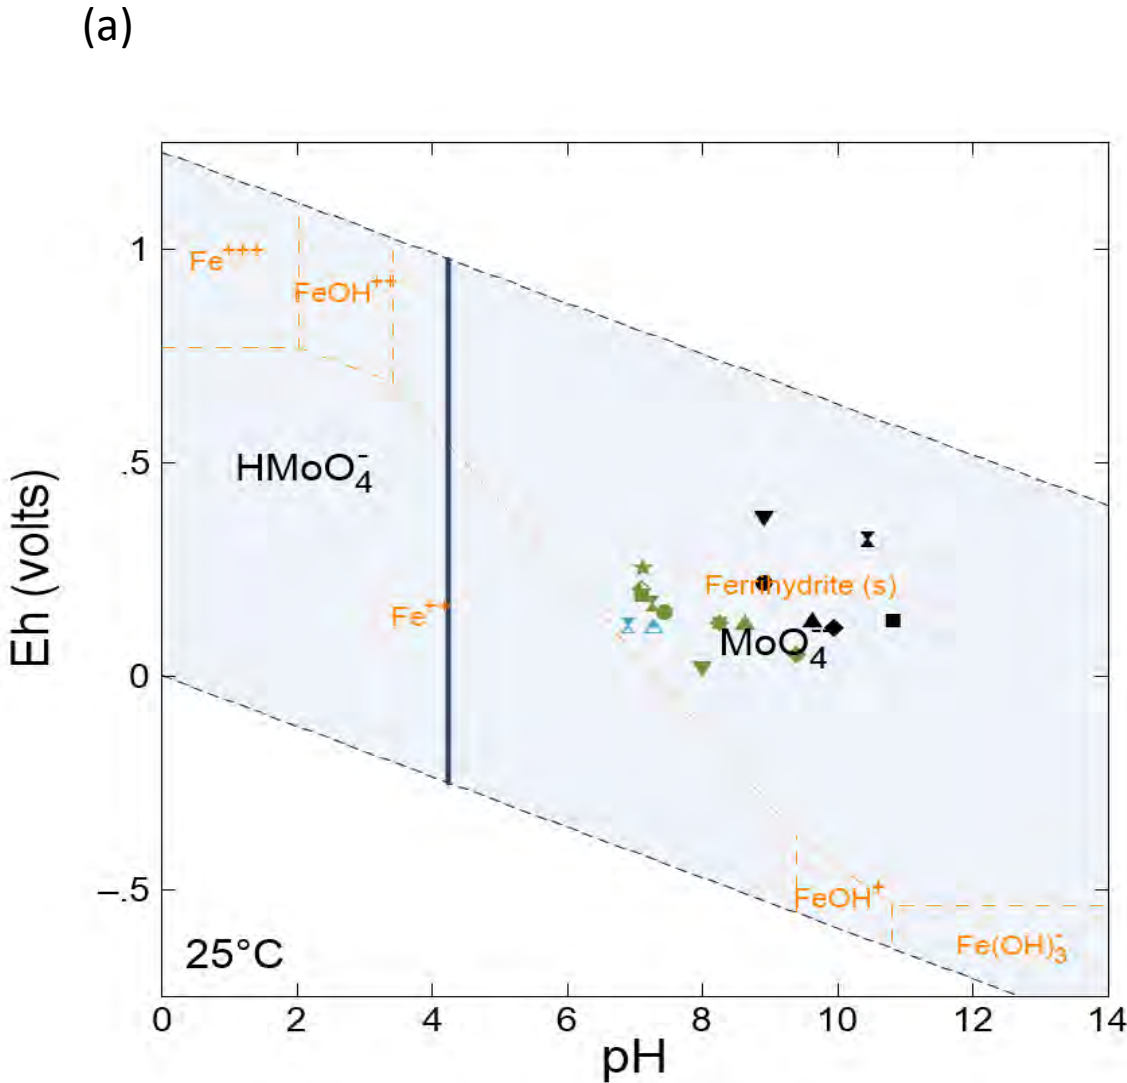 (a)
1
.5
0
–.5
Eh (volts)
Fe+++
FeOH++
HMoO4-
Fe++
Ferrihydrite (s)
MoO4--
FeOH+
Fe(OH)3-
25°C
0 2 4 6 8 10 12 14
pH